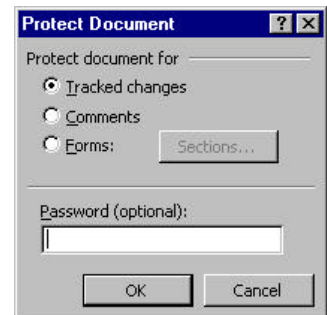 Protect Document ? X
Protect document for
Tracked changes
Comments
Forms: Sections...
Password (optional):
OK Cancel